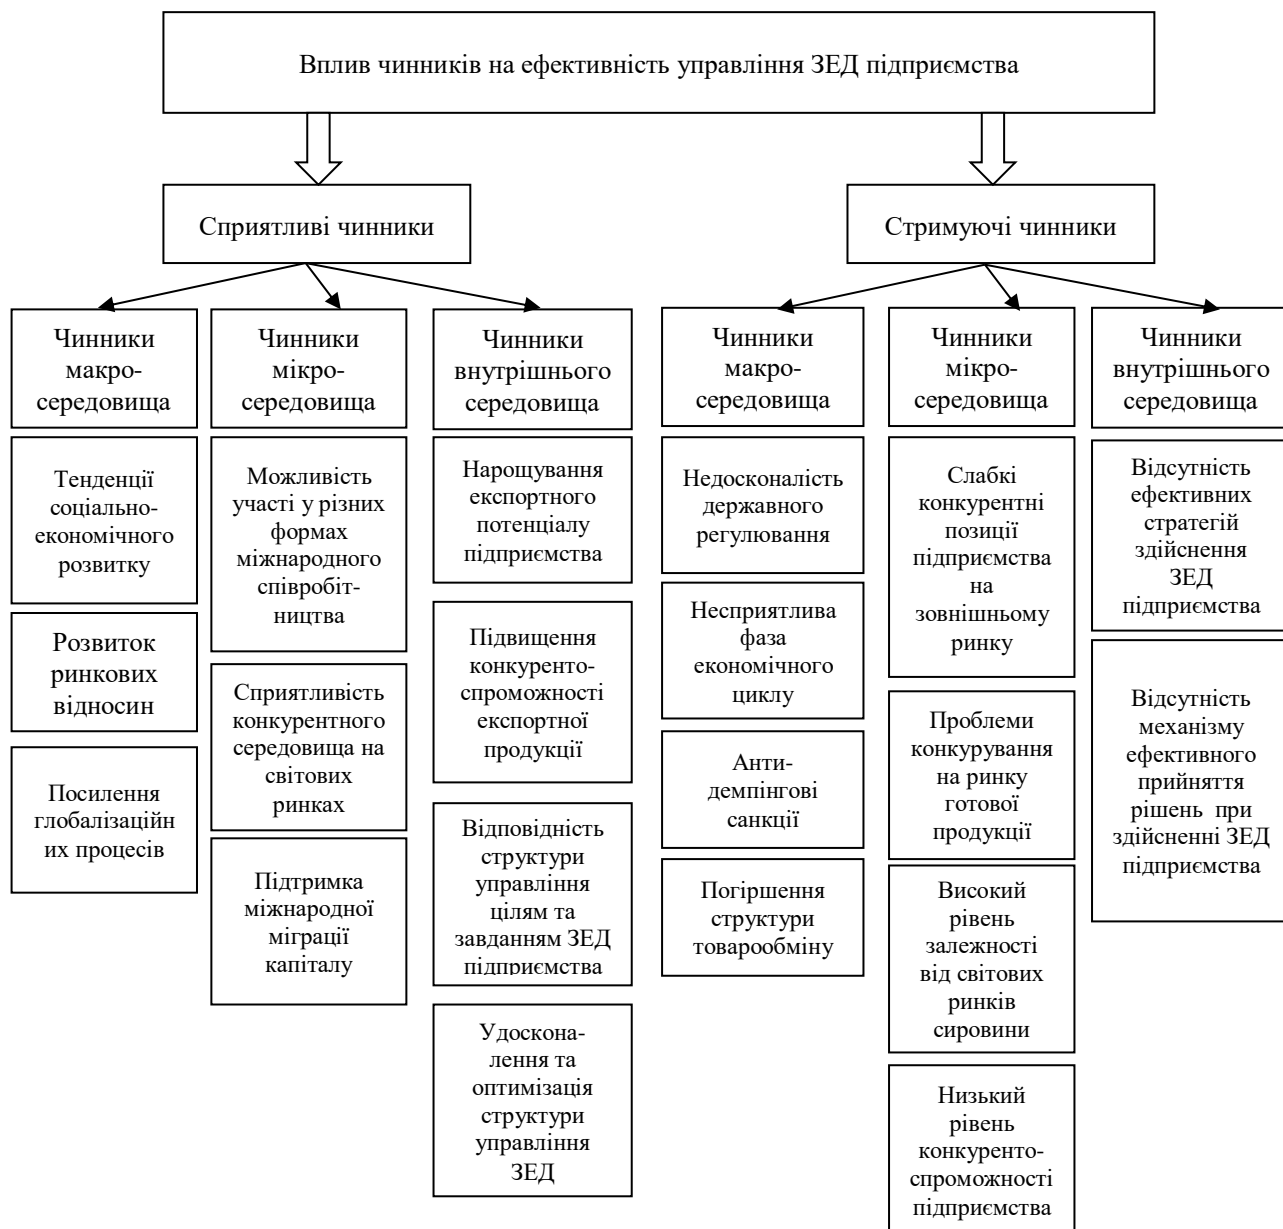 Вплив чинників на ефективність управління ЗЕД підприємства
Сприятливі чинники
Стримуючі чинники
Чинники
макро-
середовища
Чинники
мікро-
середовища
Чинники
внутрішнього
середовища
Чинники
макро-
середовища
Чинники
мікро-
середовища
Чинники
внутрішнього
середовища
Тенденції
соціально-
економічного
розвитку
Розвиток
ринкових
відносин
Посилення
глобалізаційн
их процесів
Можливість
участі у різних
формах
міжнародного
співробіт-
ництва
Сприятливість
конкурентного
середовища на
світових
ринках
Підтримка
міжнародної
міграції
капіталу
Нарощування
експортного
потенціалу
підприємства
Підвищення
конкуренто-
спроможності
експортної
продукції
Відповідність
структури
управління
цілям та
завданням ЗЕД
підприємства
Удоскона-
лення та
оптимізація
структури
управління
ЗЕД
Недосконалість
державного
регулювання
Несприятлива
фаза
економічного
циклу
Анти-
демпінгові
санкції
Погіршення
структури
товарообміну
Слабкі
конкурентні
позиції
підприємства
на
зовнішньому
ринку
Проблеми
конкурування
на ринку
готової
продукції
Високий
рівень
залежності
від світових
ринків
сировини
Низький
рівень
конкуренто-
спроможності
підприємства
Відсутність
ефективних
стратегій
здійснення
ЗЕД
підприємства
Відсутність
механізму
ефективного
прийняття
рішень при
здійсненні ЗЕД
підприємства